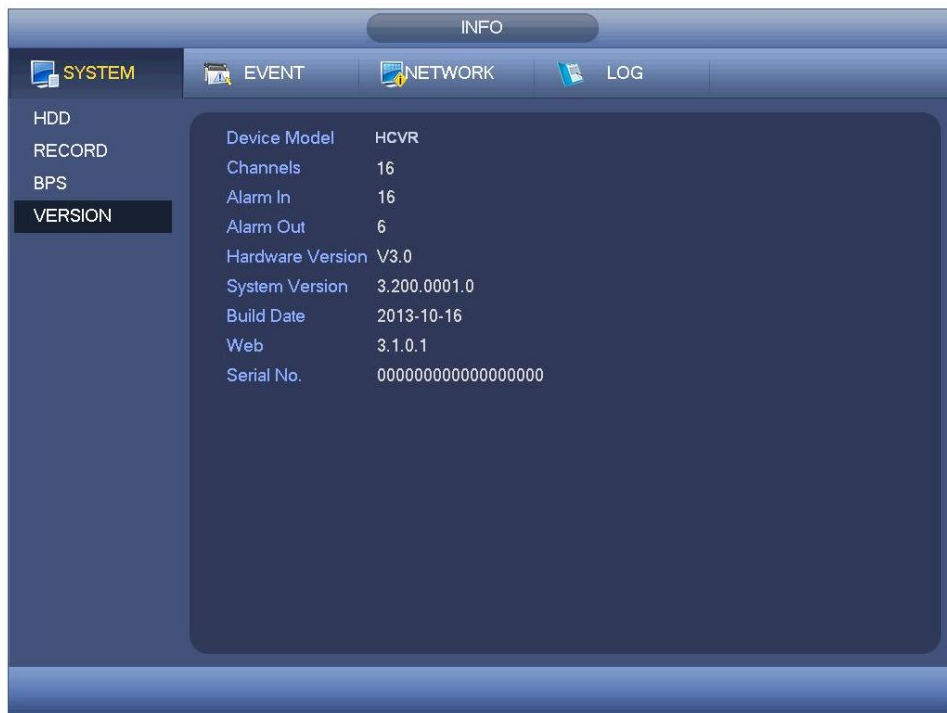 INFO
SYSTEM EVENT NETWORK LOG
HDD
RECORD
BPS
VERSION
Device Model HCVR
Channels 16
Alarm In 16
Alarm Out 6
Hardware Version V3.0
System Version 3.200.0001.0
Build Date 2013-10-16
Web 3.1.0.1
Serial No. 000000000000000000